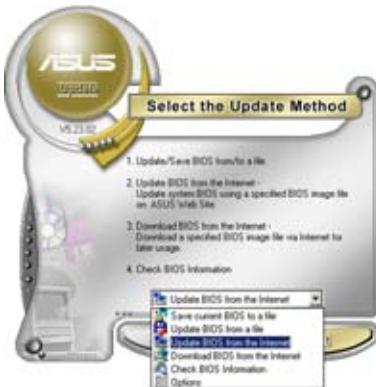 ASUS
Update
V5.23.02
Select the Update Method
1. Update/Save BIOS from/to a file
2. Update BIOS from the Internet -
Update system BIOS using a specified BIOS image file
on ASUS Web Site
3. Download BIOS from the Internet -
Download a specified BIOS image file via Internet for
later usage.
4. Check BIOS Information
Update BIOS from the Internet
Save current BIOS to a file
Update BIOS from a file
Update BIOS from the Internet
Download BIOS from the Internet
Check BIOS Information
Options